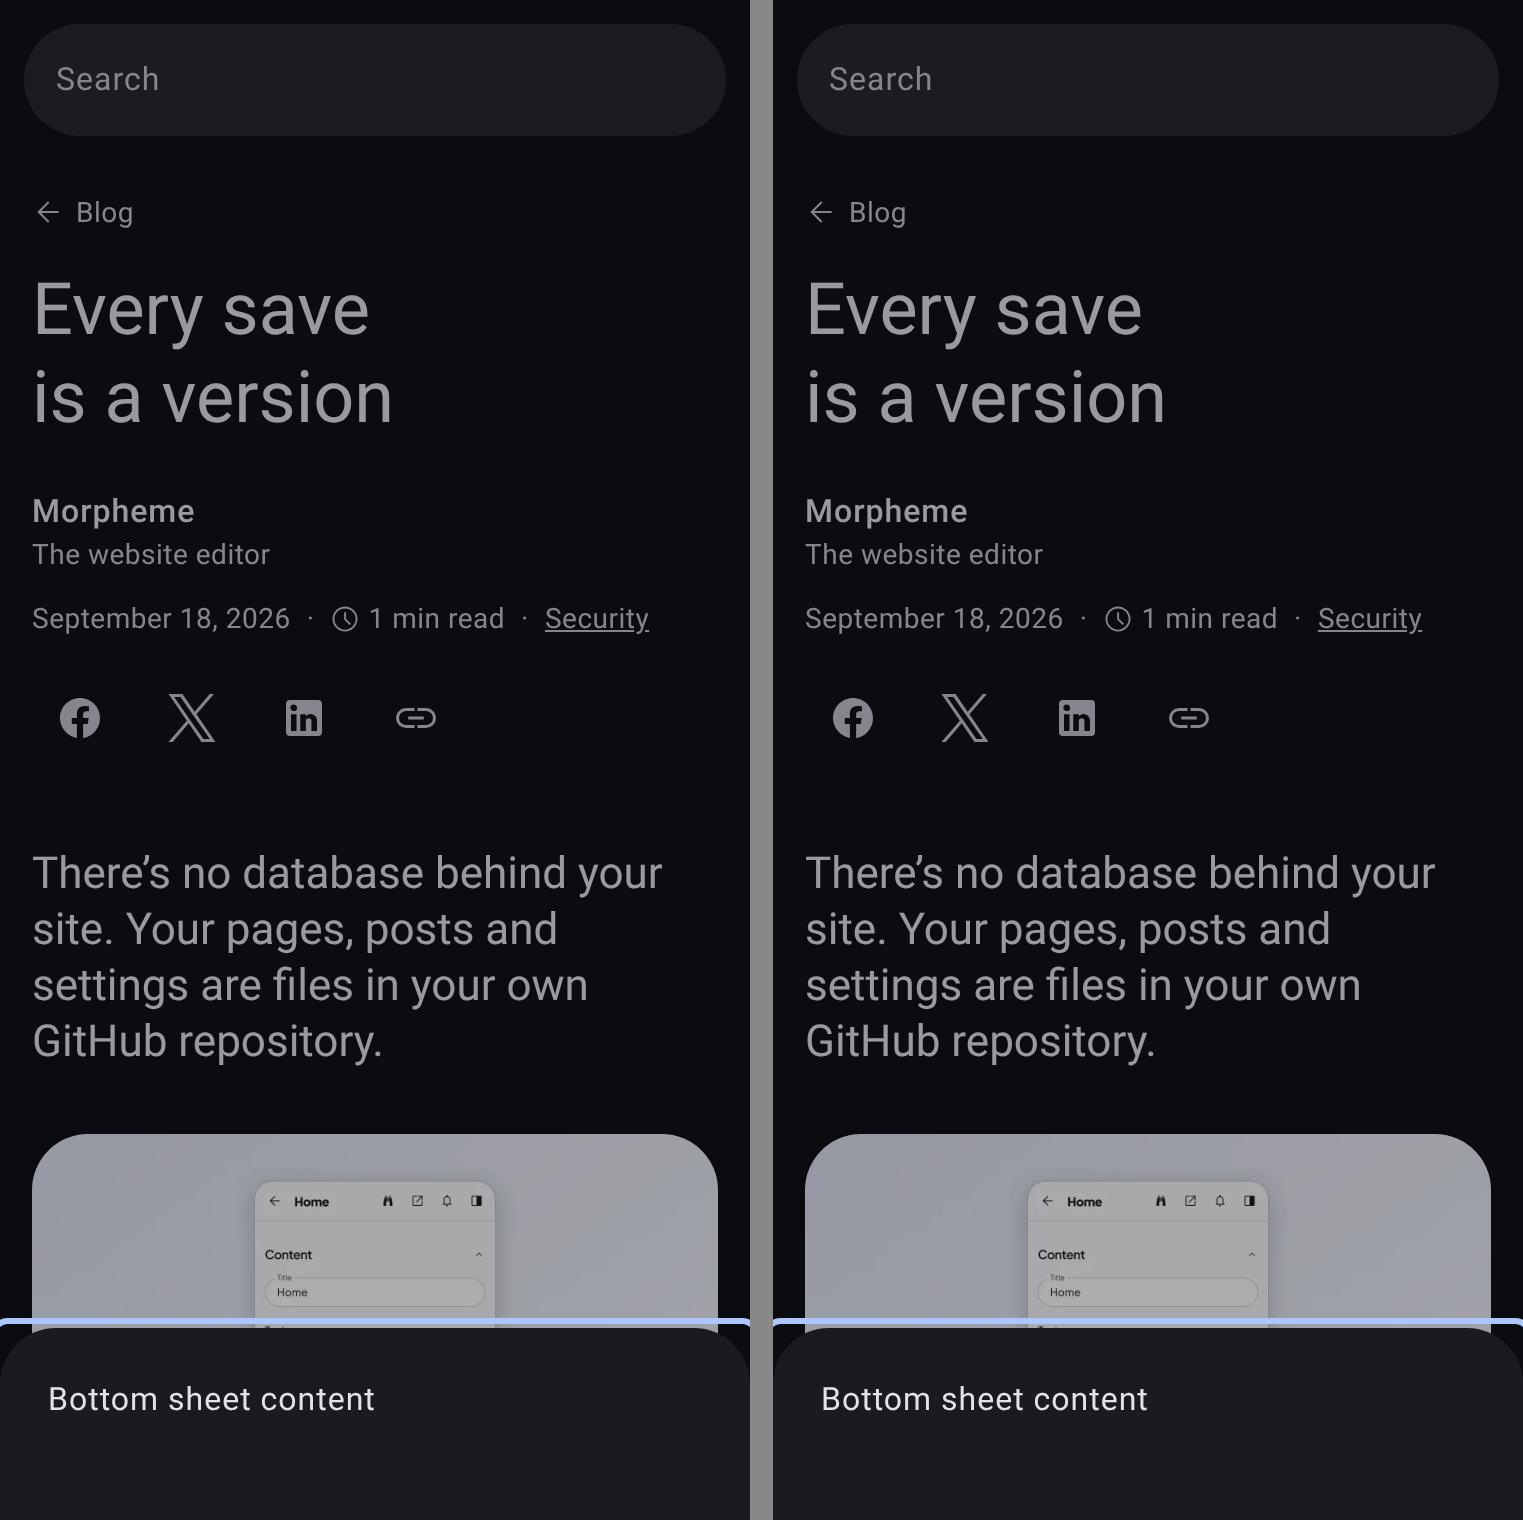 Search
Blog
Every save
is a version
Morpheme
The website editor
September 18, 2026 · 1 min read · Security
There’s no database behind your
site. Your pages, posts and
settings are files in your own
GitHub repository.
Home
Content
Title
Home
Bottom sheet content
Search
Blog
Every save
is a version
Morpheme
The website editor
September 18, 2026 · 1 min read · Security
There’s no database behind your
site. Your pages, posts and
settings are files in your own
GitHub repository.
Home
Content
Title
Home
Bottom sheet content